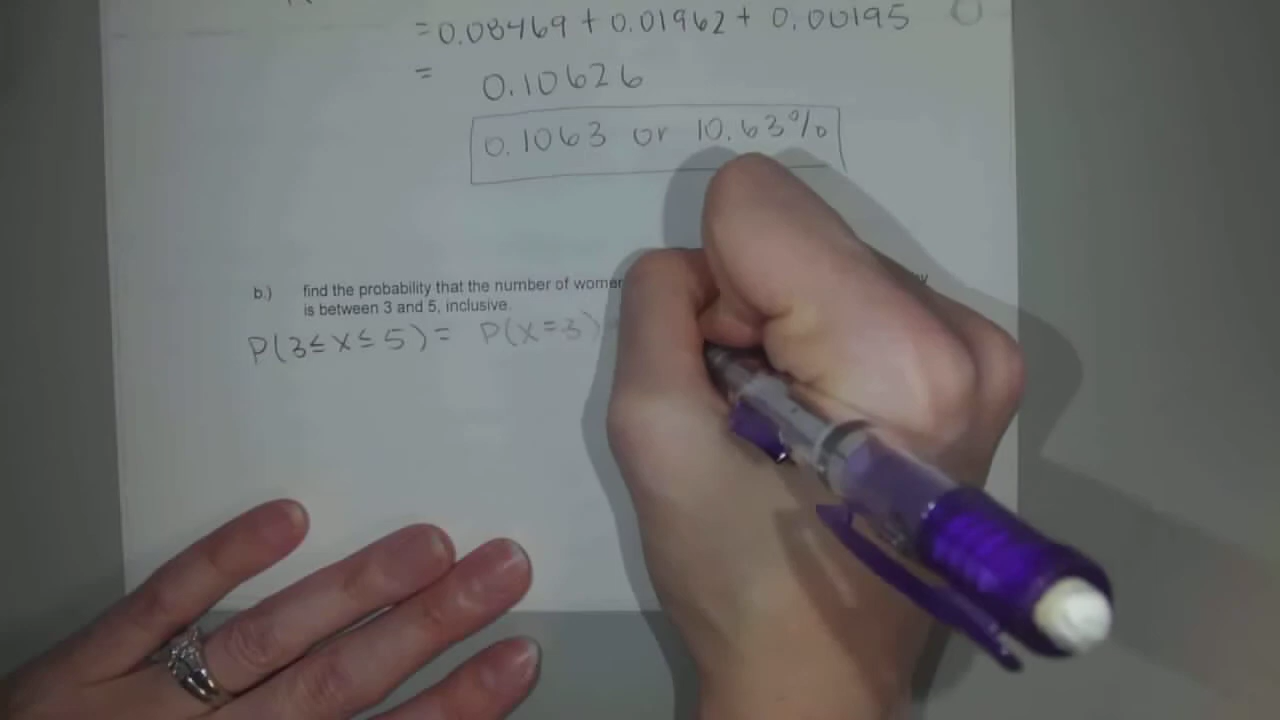 = 0.08469 + 0.01962 + 0.00195
= 0.10626
0.1063 or 10.63%
b.) find the probability that the number of women
is between 3 and 5, inclusive.
P(3≤x≤5) = P(x=3)